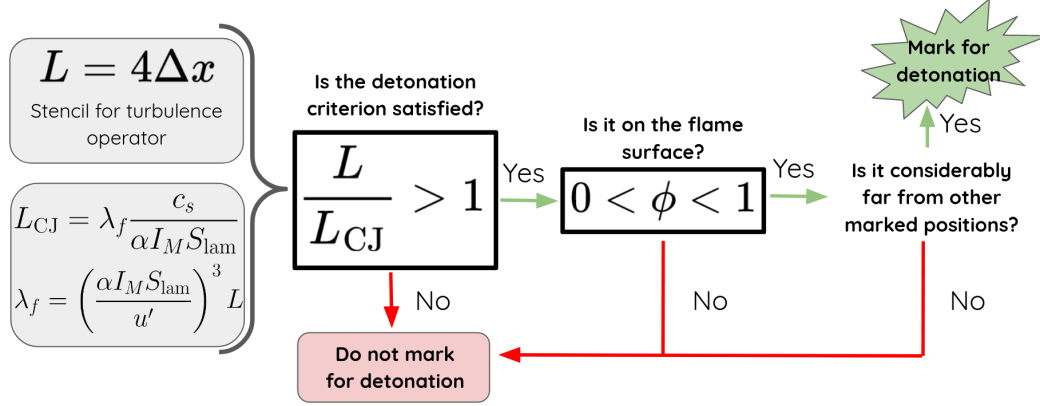 L = 4Δx
Stencil for turbulence
operator
L_CJ = λ_f c_s / (α I_M S_lam)
λ_f = (α I_M S_lam / u′)^3 L
Is the detonation
criterion satisfied?
L / L_CJ > 1
Yes
No
Is it on the flame
surface?
0 < ϕ < 1
Yes
No
Is it considerably
far from other
marked positions?
Yes
No
Mark for
detonation
Do not mark
for detonation